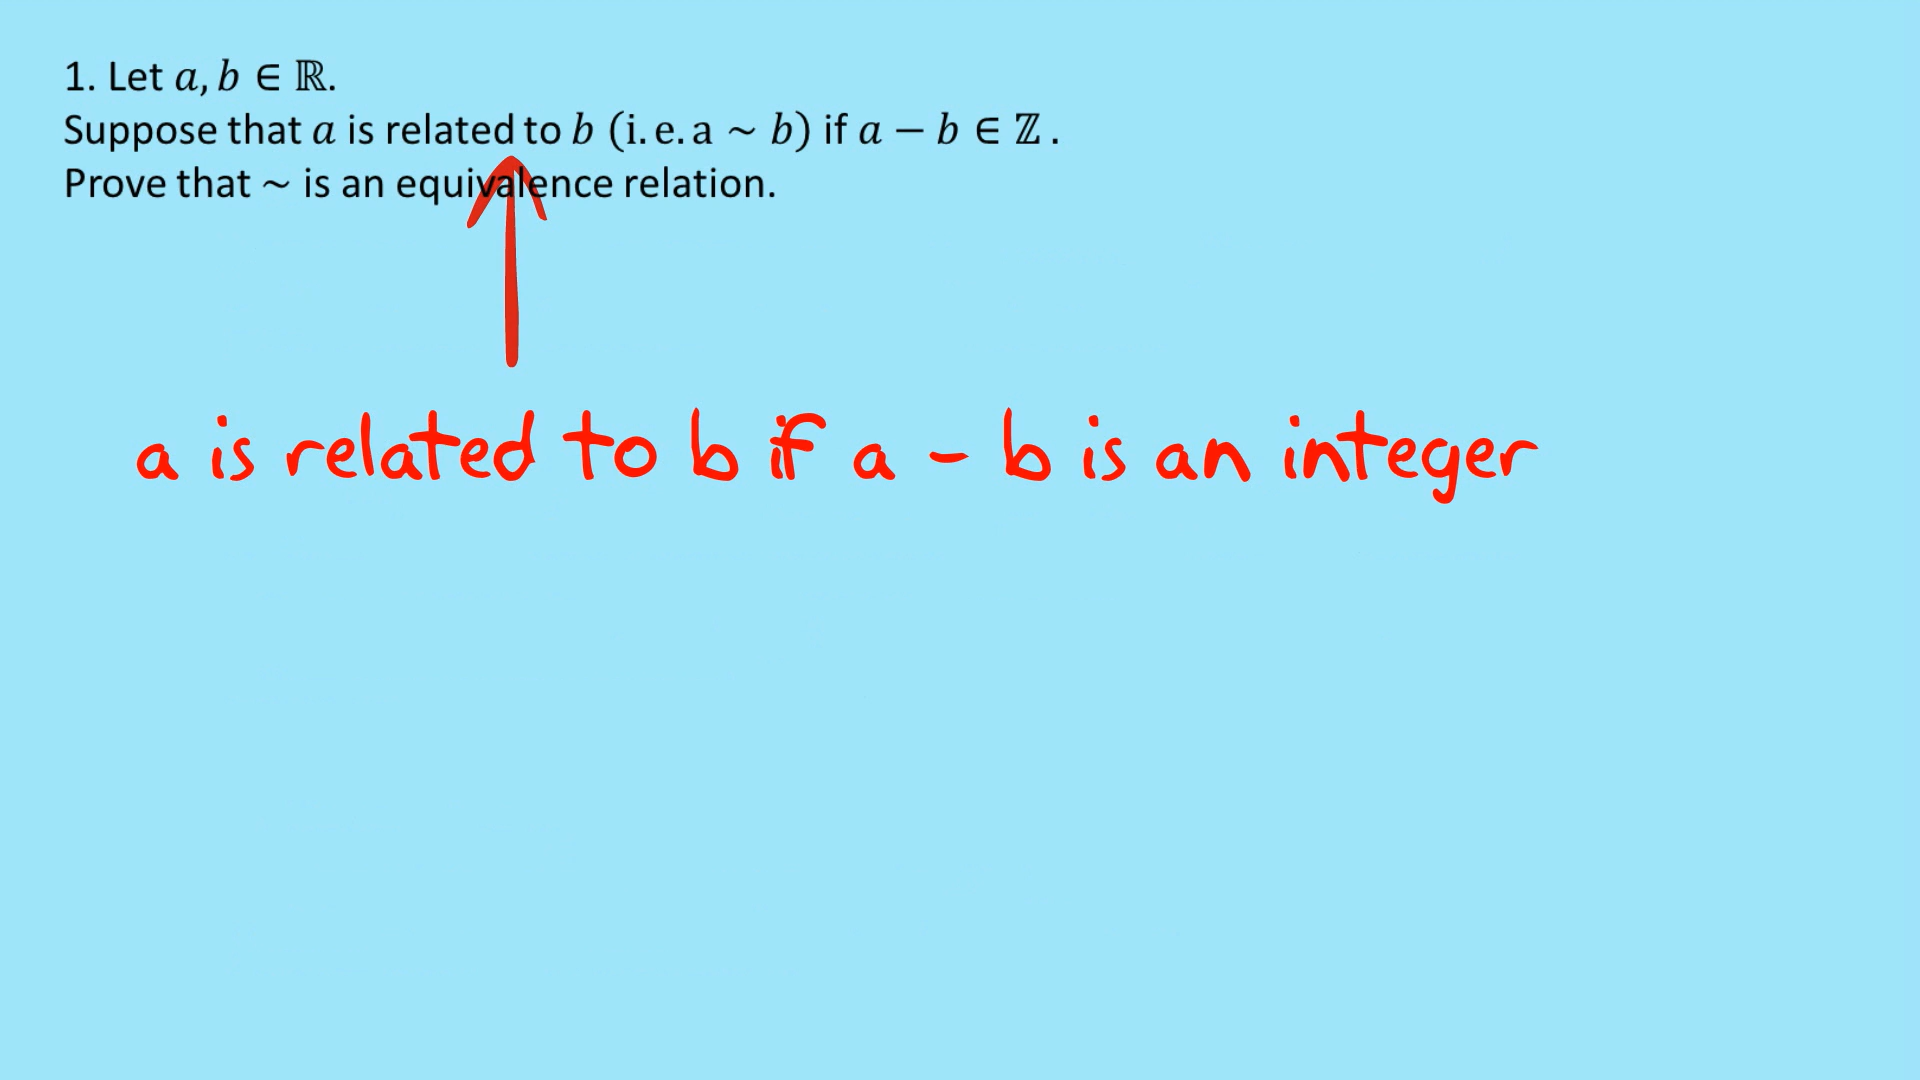 1. Let 𝑎, 𝑏 ∈ ℝ.
Suppose that 𝑎 is related to 𝑏 (i.e. a ~ 𝑏) if 𝑎 − 𝑏 ∈ ℤ.
Prove that ~ is an equivalence relation.
a is related to b if a - b is an integer